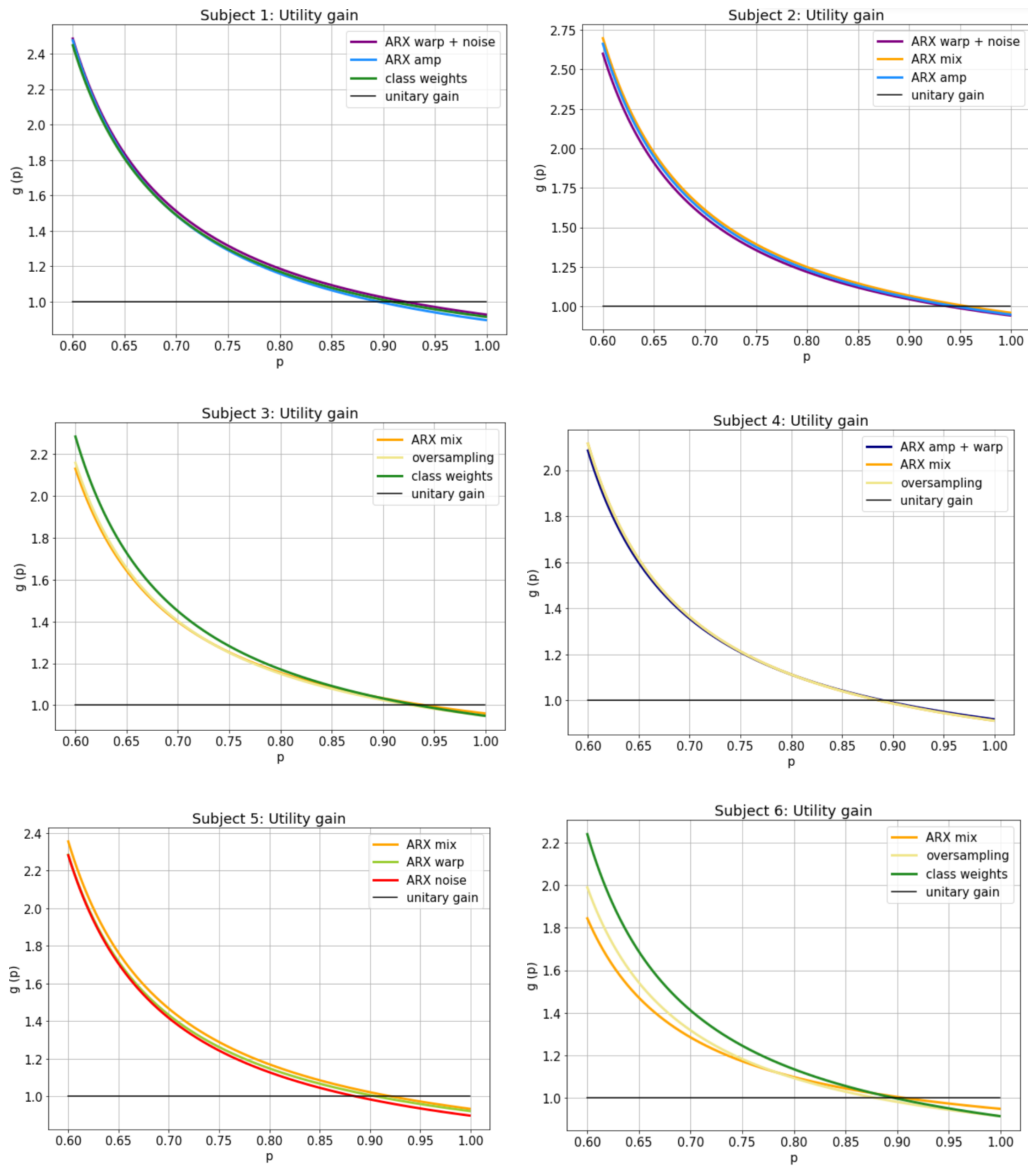 Subject 1: Utility gain
g (p)
2.4
2.2
2.0
1.8
1.6
1.4
1.2
1.0
ARX warp + noise
ARX amp
class weights
unitary gain
0.60 0.65 0.70 0.75 0.80 0.85 0.90 0.95 1.00
p
Subject 2: Utility gain
g (p)
2.75
2.50
2.25
2.00
1.75
1.50
1.25
1.00
ARX warp + noise
ARX mix
ARX amp
unitary gain
0.60 0.65 0.70 0.75 0.80 0.85 0.90 0.95 1.00
p
Subject 3: Utility gain
g (p)
2.2
2.0
1.8
1.6
1.4
1.2
1.0
ARX mix
oversampling
class weights
unitary gain
0.60 0.65 0.70 0.75 0.80 0.85 0.90 0.95 1.00
p
Subject 4: Utility gain
g (p)
2.0
1.8
1.6
1.4
1.2
1.0
ARX amp + warp
ARX mix
oversampling
unitary gain
0.60 0.65 0.70 0.75 0.80 0.85 0.90 0.95 1.00
p
Subject 5: Utility gain
g (p)
2.4
2.2
2.0
1.8
1.6
1.4
1.2
1.0
ARX mix
ARX warp
ARX noise
unitary gain
0.60 0.65 0.70 0.75 0.80 0.85 0.90 0.95 1.00
p
Subject 6: Utility gain
g (p)
2.2
2.0
1.8
1.6
1.4
1.2
1.0
ARX mix
oversampling
class weights
unitary gain
0.60 0.65 0.70 0.75 0.80 0.85 0.90 0.95 1.00
p